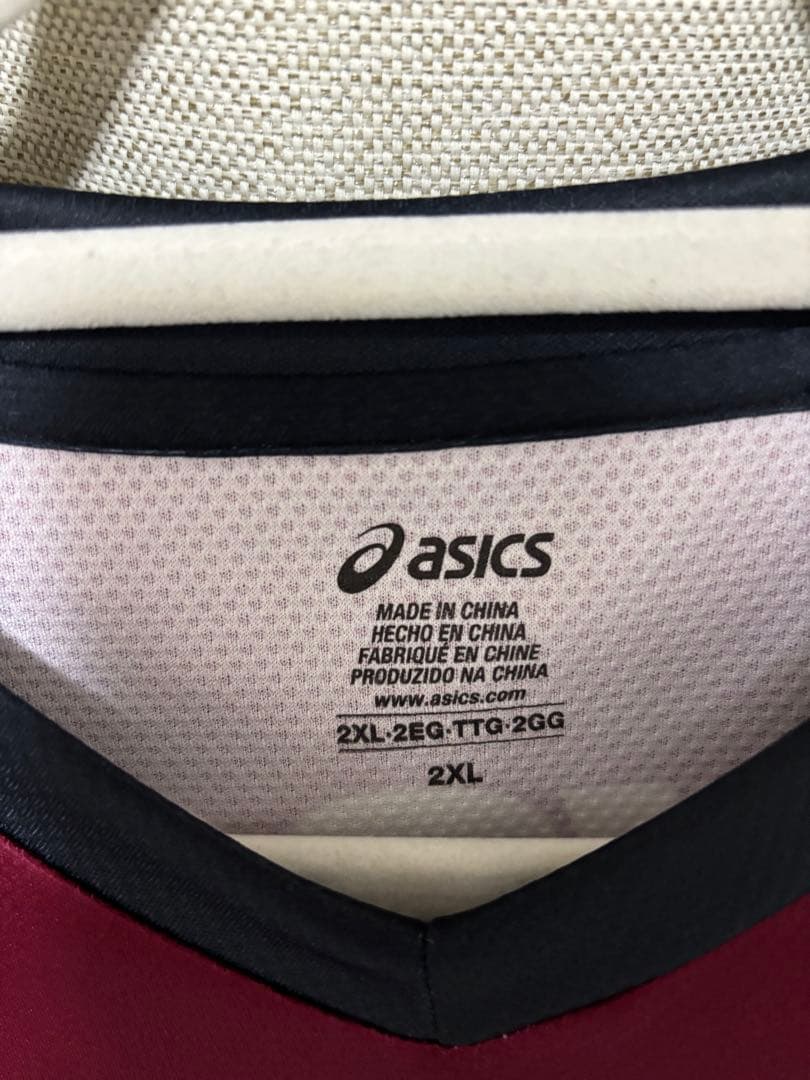 asics
MADE IN CHINA
HECHO EN CHINA
FABRIQUÉ EN CHINE
PRODUZIDO NA CHINA
www.asics.com
2XL·2EG·TTG·2GG
2XL